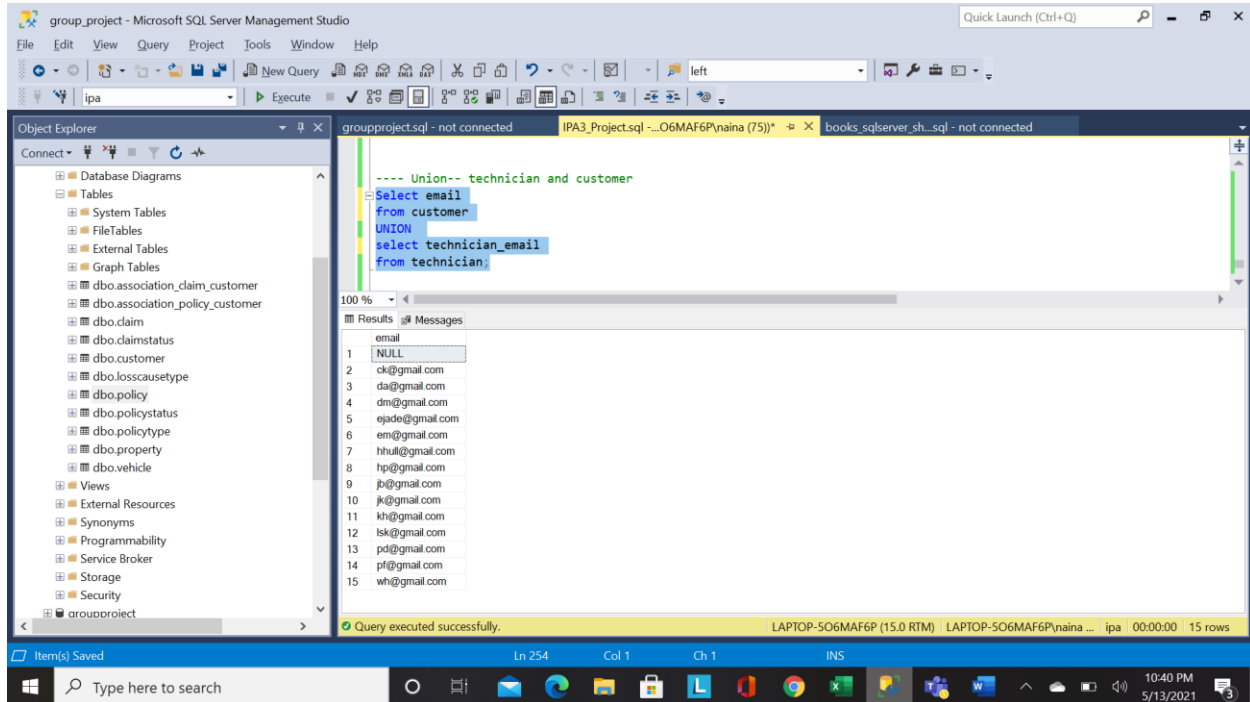 group_project - Microsoft SQL Server Management Studio
Quick Launch (Ctrl+Q)
File Edit View Query Project Tools Window Help
New Query MDX DMX XMLA DAX left
ipa Execute
Object Explorer
groupproject.sql - not connected IPA3_Project.sql -...O6MAF6P\naina (75))* books_sqlserver_sh...sql - not connected
Connect
Database Diagrams
Tables
System Tables
FileTables
External Tables
Graph Tables
dbo.association_claim_customer
dbo.association_policy_customer
dbo.claim
dbo.claimstatus
dbo.customer
dbo.losscausetype
dbo.policy
dbo.policystatus
dbo.policytype
dbo.property
dbo.vehicle
Views
External Resources
Synonyms
Programmability
Service Broker
Storage
Security
groupproject
---- Union-- technician and customer
Select email
from customer
UNION
select technician_email
from technician;
100 %
Results Messages
email
1 NULL
2 ck@gmail.com
3 da@gmail.com
4 dm@gmail.com
5 ejade@gmail.com
6 em@gmail.com
7 hhull@gmail.com
8 hp@gmail.com
9 jb@gmail.com
10 jk@gmail.com
11 kh@gmail.com
12 lsk@gmail.com
13 pd@gmail.com
14 pf@gmail.com
15 wh@gmail.com
Query executed successfully. LAPTOP-5O6MAF6P (15.0 RTM) LAPTOP-5O6MAF6P\naina ... ipa 00:00:00 15 rows
Item(s) Saved Ln 254 Col 1 Ch 1 INS
Type here to search
10:40 PM
5/13/2021
3